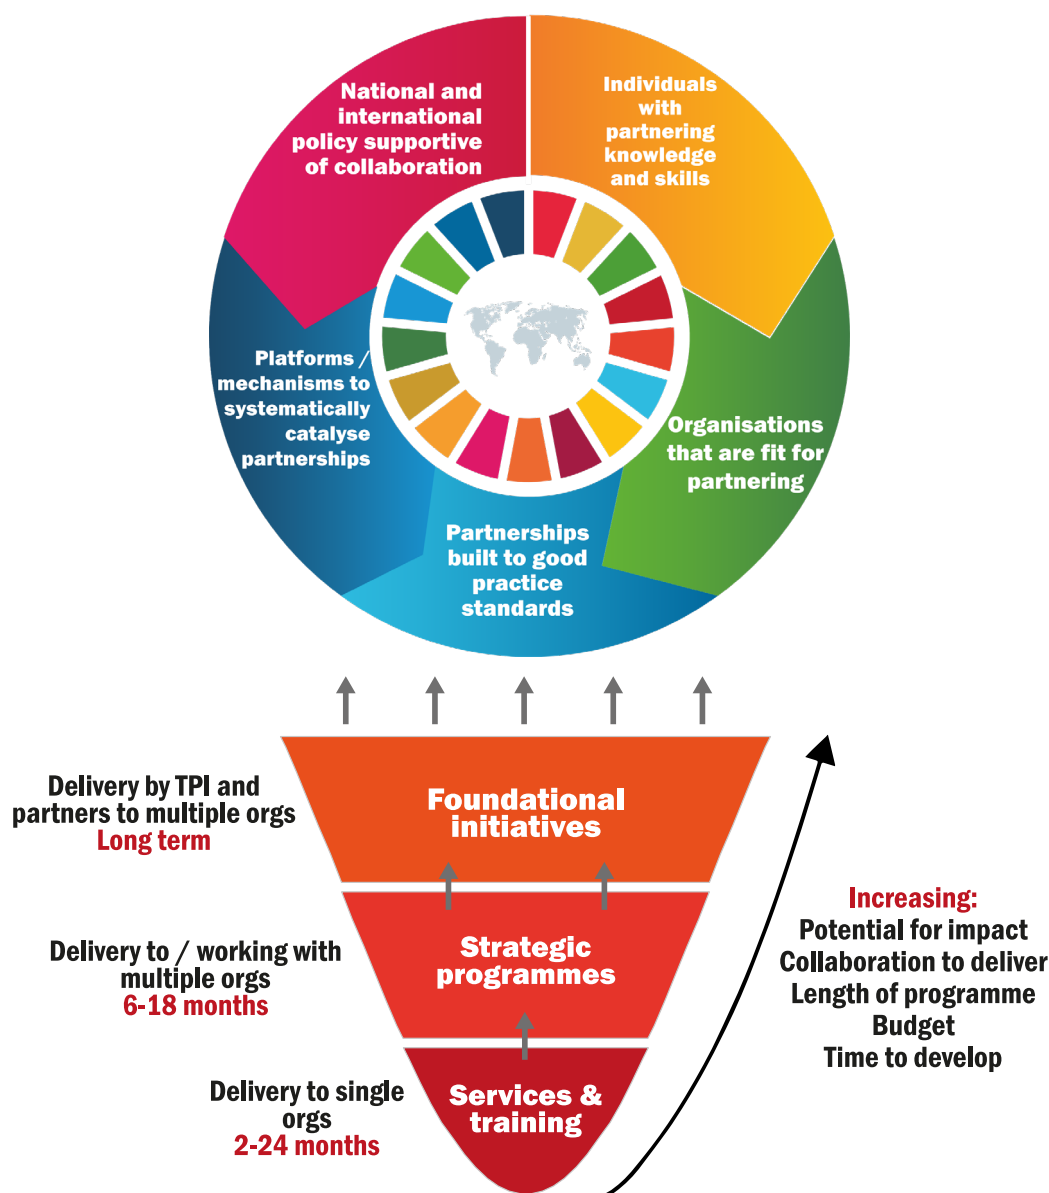 National and
international
policy supportive
of collaboration
Individuals
with
partnering
knowledge
and skills
Platforms /
mechanisms to
systematically
catalyse
partnerships
Organisations
that are fit for
partnering
Partnerships
built to good
practice
standards
Delivery by TPI and
partners to multiple orgs
Long term
Foundational
initiatives
Delivery to / working with
multiple orgs
6-18 months
Strategic
programmes
Delivery to single
orgs
2-24 months
Services &
training
Increasing:
Potential for impact
Collaboration to deliver
Length of programme
Budget
Time to develop